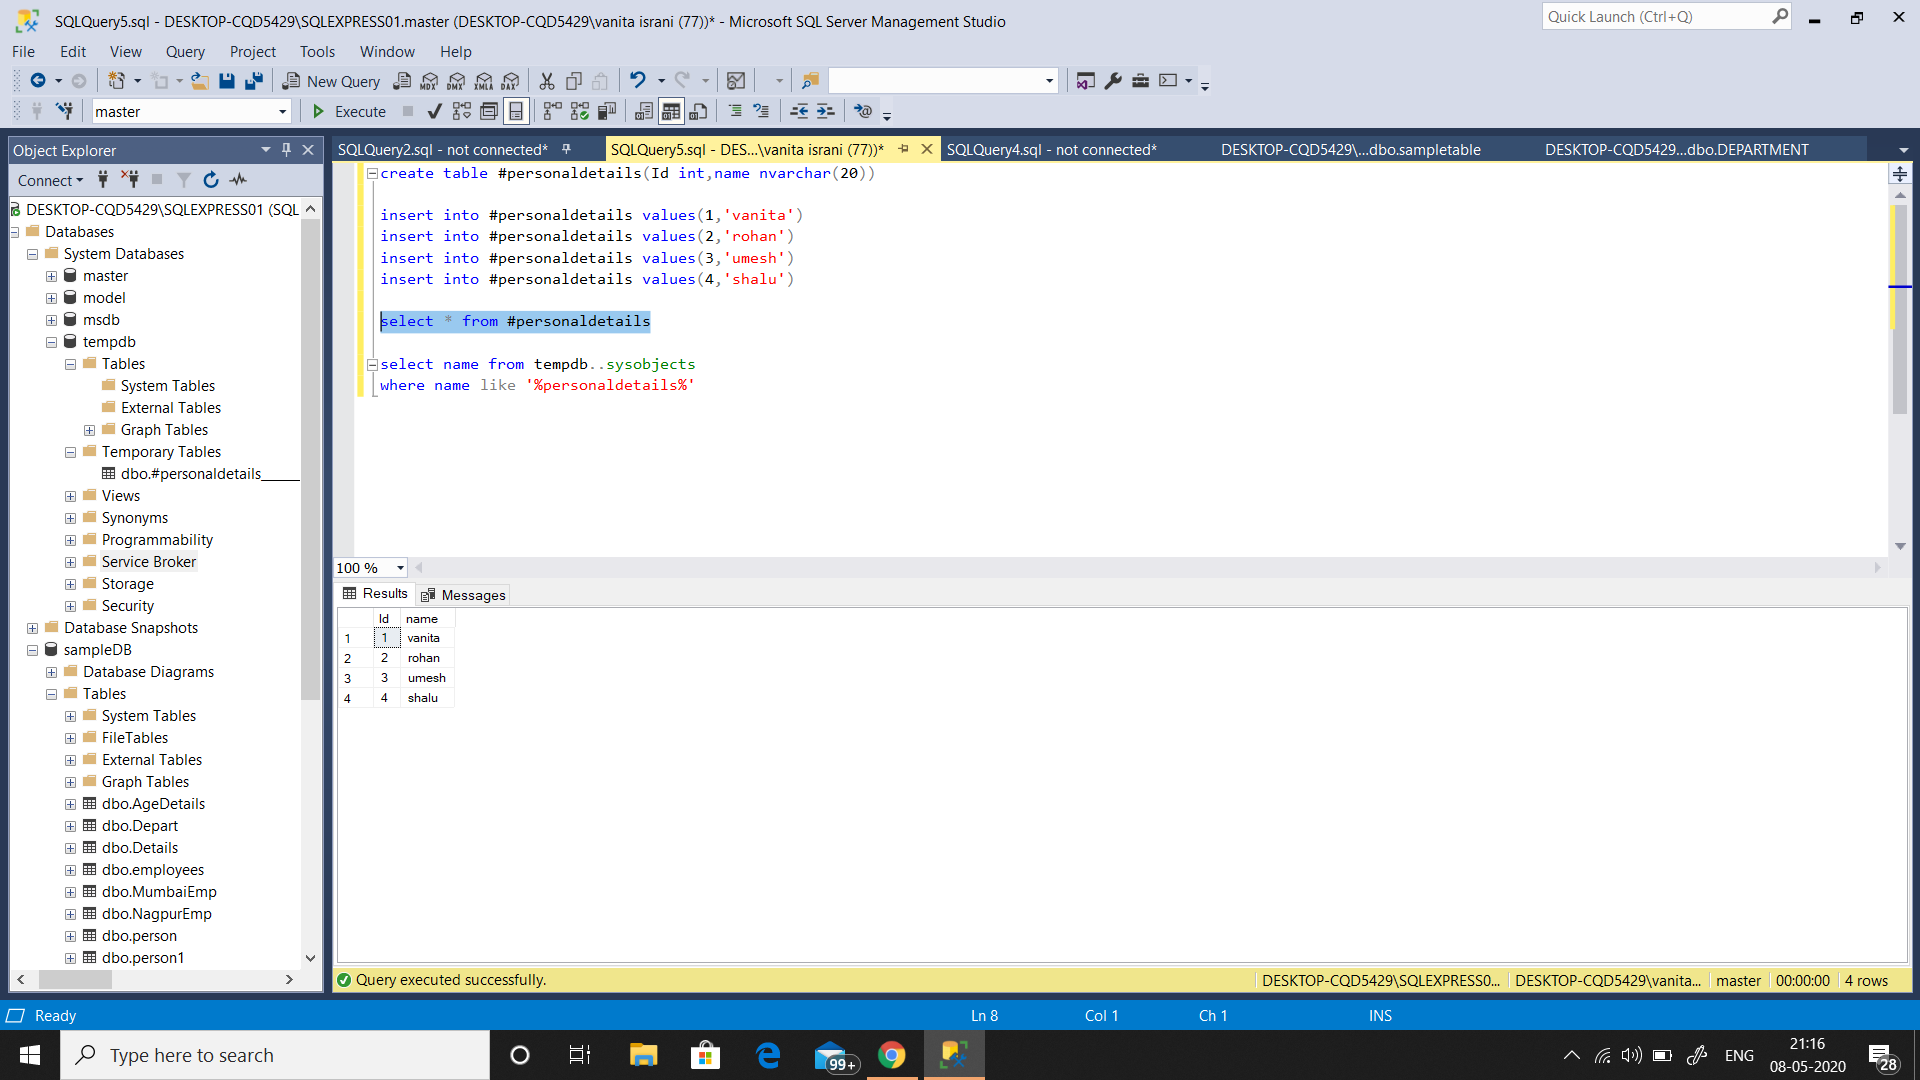 SQLQuery5.sql - DESKTOP-CQD5429\SQLEXPRESS01.master (DESKTOP-CQD5429\vanita israni (77))* - Microsoft SQL Server Management Studio
Quick Launch (Ctrl+Q)
File Edit View Query Project Tools Window Help
New Query
MDX DMX XMLA DAX
master
Execute
Object Explorer
SQLQuery2.sql - not connected*
SQLQuery5.sql - DES...\vanita israni (77))*
SQLQuery4.sql - not connected*
DESKTOP-CQD5429\...dbo.sampletable
DESKTOP-CQD5429...dbo.DEPARTMENT
Connect
DESKTOP-CQD5429\SQLEXPRESS01 (SQL
Databases
System Databases
master
model
msdb
tempdb
Tables
System Tables
External Tables
Graph Tables
Temporary Tables
dbo.#personaldetails_____
Views
Synonyms
Programmability
Service Broker
Storage
Security
Database Snapshots
sampleDB
Database Diagrams
Tables
System Tables
FileTables
External Tables
Graph Tables
dbo.AgeDetails
dbo.Depart
dbo.Details
dbo.employees
dbo.MumbaiEmp
dbo.NagpurEmp
dbo.person
dbo.person1
create table #personaldetails(Id int,name nvarchar(20))
insert into #personaldetails values(1,'vanita')
insert into #personaldetails values(2,'rohan')
insert into #personaldetails values(3,'umesh')
insert into #personaldetails values(4,'shalu')
select * from #personaldetails
select name from tempdb..sysobjects
where name like '%personaldetails%'
100 %
Results Messages
Id name
1 1 vanita
2 2 rohan
3 3 umesh
4 4 shalu
Query executed successfully.
DESKTOP-CQD5429\SQLEXPRESS0... DESKTOP-CQD5429\vanita... master 00:00:00 4 rows
Ready
Ln 8 Col 1 Ch 1 INS
Type here to search
99+
ENG
21:16
08-05-2020
28